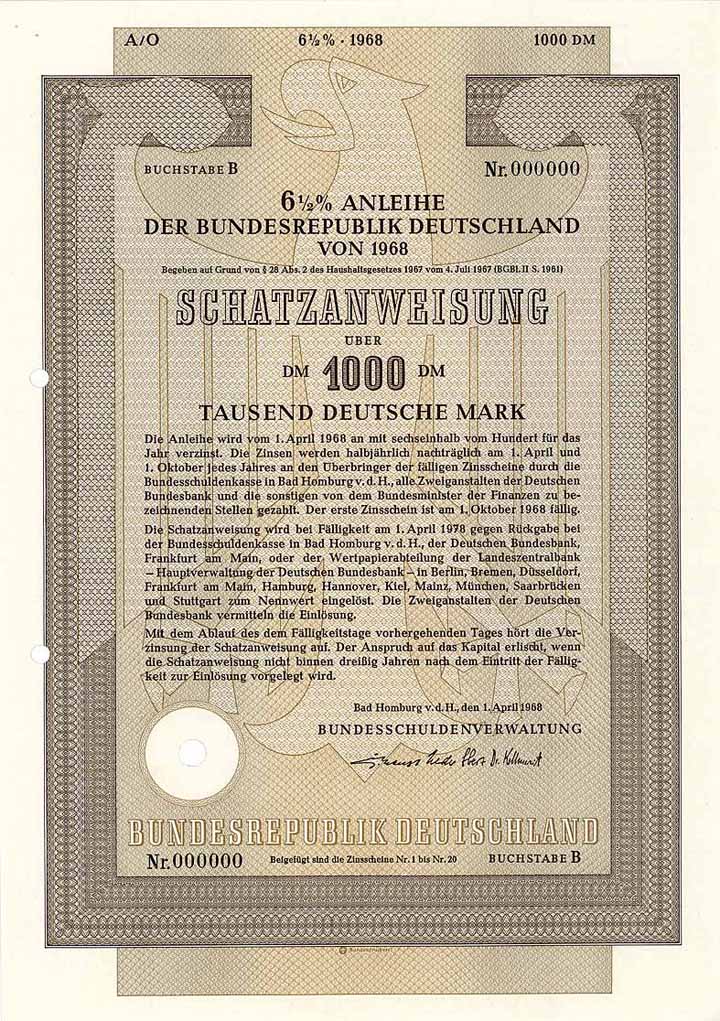 A/O 6½% · 1968 1000 DM
BUCHSTABE B Nr. 000000
6½% ANLEIHE
DER BUNDESREPUBLIK DEUTSCHLAND
VON 1968
Begeben auf Grund von § 28 Abs. 2 des Haushaltsgesetzes 1967 vom 4. Juli 1967 (BGBl. II S. 1961)
SCHATZANWEISUNG
ÜBER
DM 1000 DM
TAUSEND DEUTSCHE MARK
Die Anleihe wird vom 1. April 1968 an mit sechseinhalb vom Hundert für das
Jahr verzinst. Die Zinsen werden halbjährlich nachträglich am 1. April und
1. Oktober jedes Jahres an den Überbringer der fälligen Zinsscheine durch die
Bundesschuldenkasse in Bad Homburg v. d. H., alle Zweiganstalten der Deutschen
Bundesbank und die sonstigen von dem Bundesminister der Finanzen zu be-
zeichnenden Stellen gezahlt. Der erste Zinsschein ist am 1. Oktober 1968 fällig.
Die Schatzanweisung wird bei Fälligkeit am 1. April 1978 gegen Rückgabe bei
der Bundesschuldenkasse in Bad Homburg v. d. H., der Deutschen Bundesbank,
Frankfurt am Main, oder der Wertpapierabteilung der Landeszentralbank
– Hauptverwaltung der Deutschen Bundesbank – in Berlin, Bremen, Düsseldorf,
Frankfurt am Main, Hamburg, Hannover, Kiel, Mainz, München, Saarbrücken
und Stuttgart zum Nennwert eingelöst. Die Zweiganstalten der Deutschen
Bundesbank vermitteln die Einlösung.
Mit dem Ablauf des dem Fälligkeitstage vorhergehenden Tages hört die Ver-
zinsung der Schatzanweisung auf. Der Anspruch auf das Kapital erlischt, wenn
die Schatzanweisung nicht binnen dreißig Jahren nach dem Eintritt der Fällig-
keit zur Einlösung vorgelegt wird.
Bad Homburg v. d. H., den 1. April 1968
BUNDESSCHULDENVERWALTUNG
BUNDESREPUBLIK DEUTSCHLAND
Nr. 000000 Beigefügt sind die Zinsscheine Nr. 1 bis Nr. 20 BUCHSTABE B
Bundesdruckerei